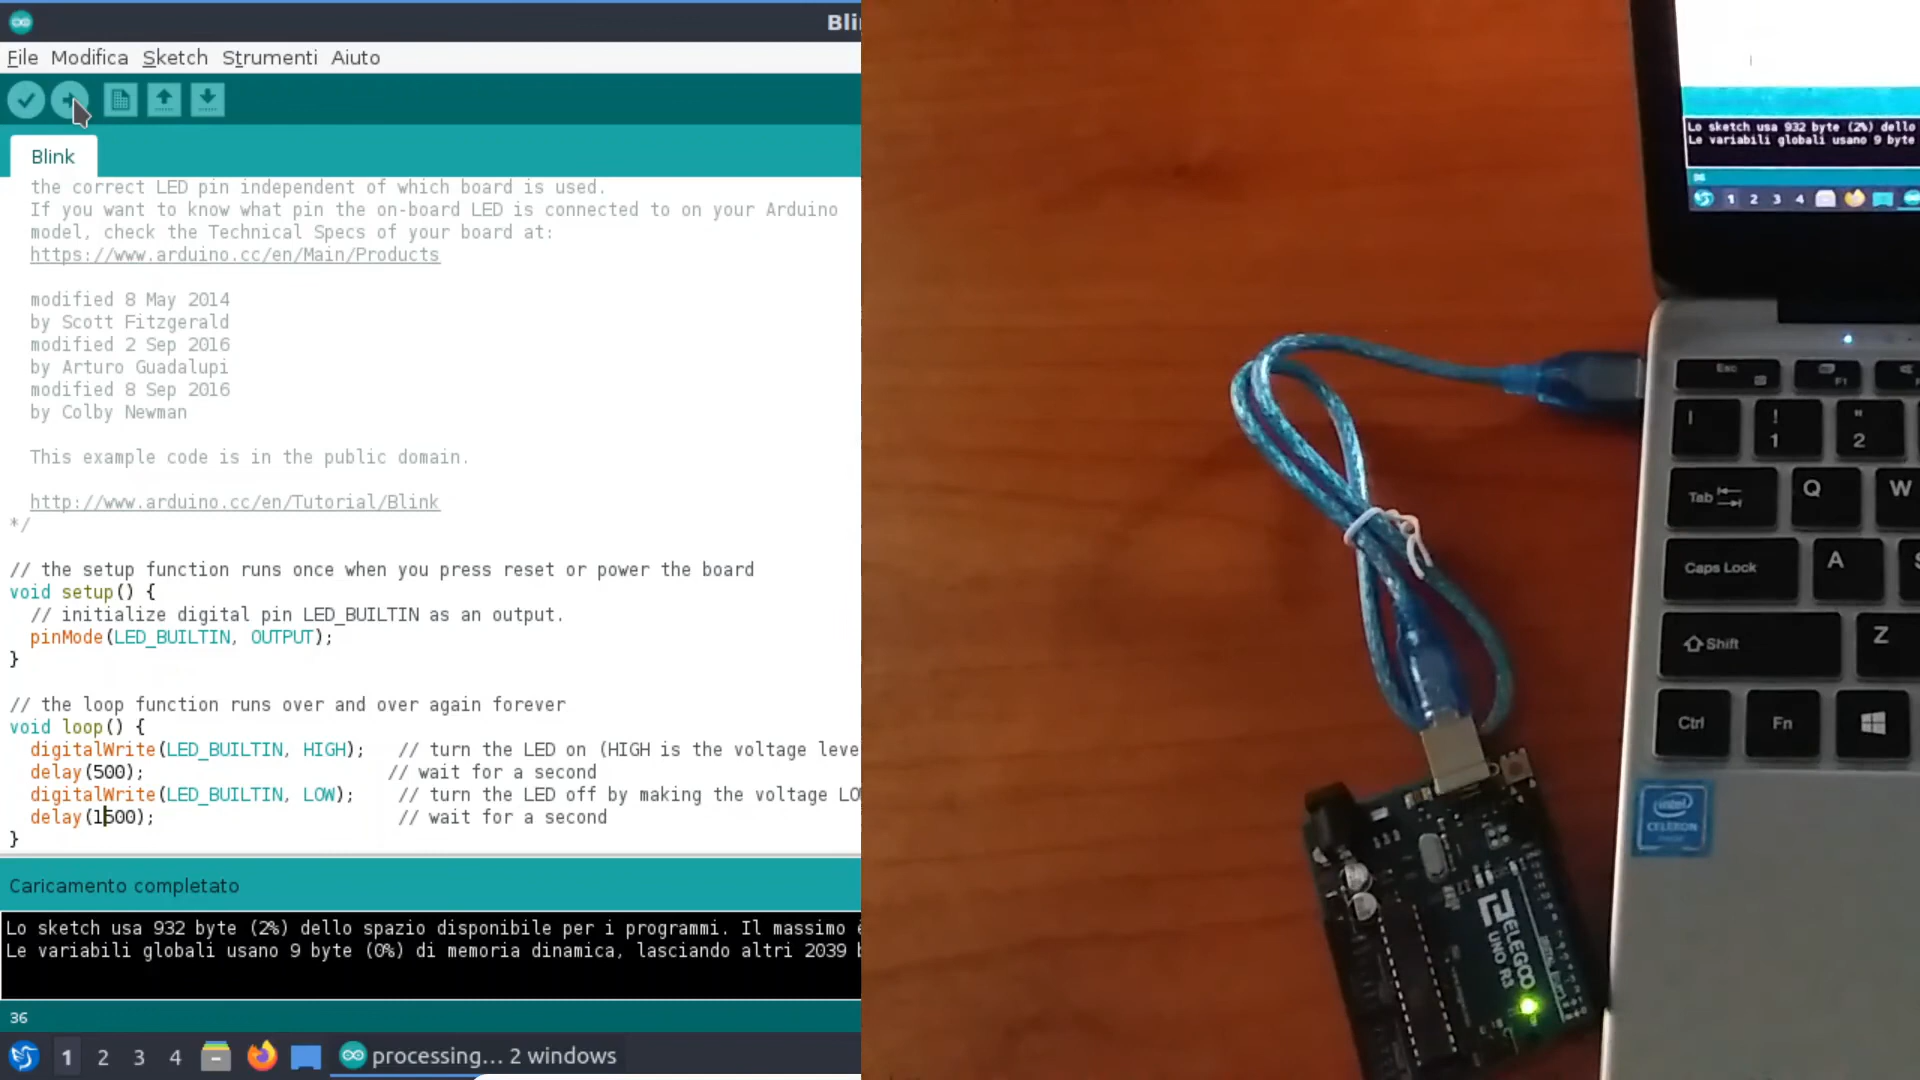 Bli
File Modifica Sketch Strumenti Aiuto
Blink
the correct LED pin independent of which board is used.
If you want to know what pin the on-board LED is connected to on your Arduino
model, check the Technical Specs of your board at:
https://www.arduino.cc/en/Main/Products
modified 8 May 2014
by Scott Fitzgerald
modified 2 Sep 2016
by Arturo Guadalupi
modified 8 Sep 2016
by Colby Newman
This example code is in the public domain.
http://www.arduino.cc/en/Tutorial/Blink
*/
// the setup function runs once when you press reset or power the board
void setup() {
// initialize digital pin LED_BUILTIN as an output.
pinMode(LED_BUILTIN, OUTPUT);
}
// the loop function runs over and over again forever
void loop() {
digitalWrite(LED_BUILTIN, HIGH); // turn the LED on (HIGH is the voltage leve
delay(500); // wait for a second
digitalWrite(LED_BUILTIN, LOW); // turn the LED off by making the voltage LO
delay(1500); // wait for a second
}
Caricamento completato
Lo sketch usa 932 byte (2%) dello spazio disponibile per i programmi. Il massimo è
Le variabili globali usano 9 byte (0%) di memoria dinamica, lasciando altri 2039 b
36
1 2 3 4 processing... 2 windows
Lo sketch usa 932 byte (2%) dello
Le variabili globali usano 9 byte
36
1 2 3 4
Esc F1
! 1 " 2
Tab Q W
Caps Lock A S
Shift Z
Ctrl Fn
intel
CELERON
ELEGOO
UNO R3